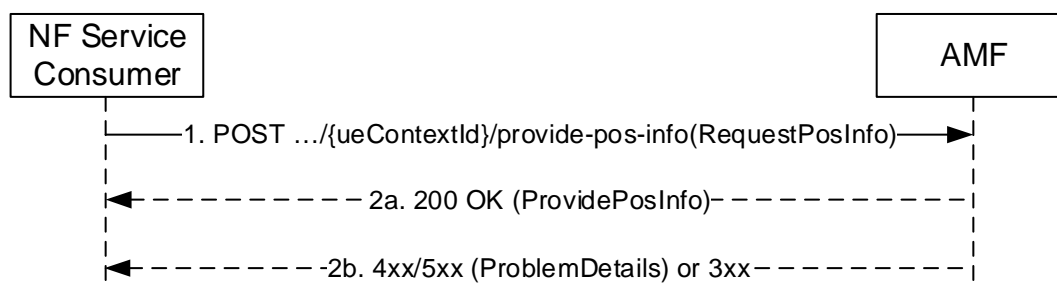 NF Service
Consumer
AMF
1. POST …/{ueContextId}/provide-pos-info(RequestPosInfo)
2a. 200 OK (ProvidePosInfo)
2b. 4xx/5xx (ProblemDetails) or 3xx